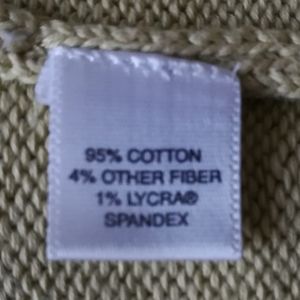 95% COTTON
4% OTHER FIBER
1% LYCRA®
SPANDEX